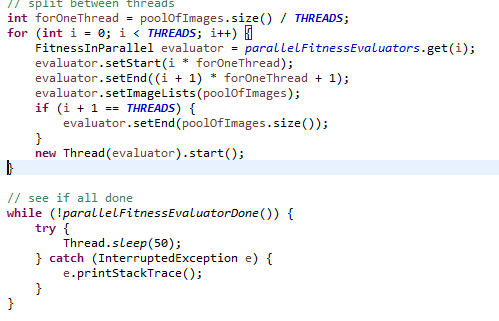 // split between threads
int forOneThread = poolOfImages.size() / THREADS;
for (int i = 0; i < THREADS; i++) {
FitnessInParallel evaluator = parallelFitnessEvaluators.get(i);
evaluator.setStart(i * forOneThread);
evaluator.setEnd((i + 1) * forOneThread + 1);
evaluator.setImageLists(poolOfImages);
if (i + 1 == THREADS) {
evaluator.setEnd(poolOfImages.size());
}
new Thread(evaluator).start();
}
// see if all done
while (!parallelFitnessEvaluatorDone()) {
try {
Thread.sleep(50);
} catch (InterruptedException e) {
e.printStackTrace();
}
}